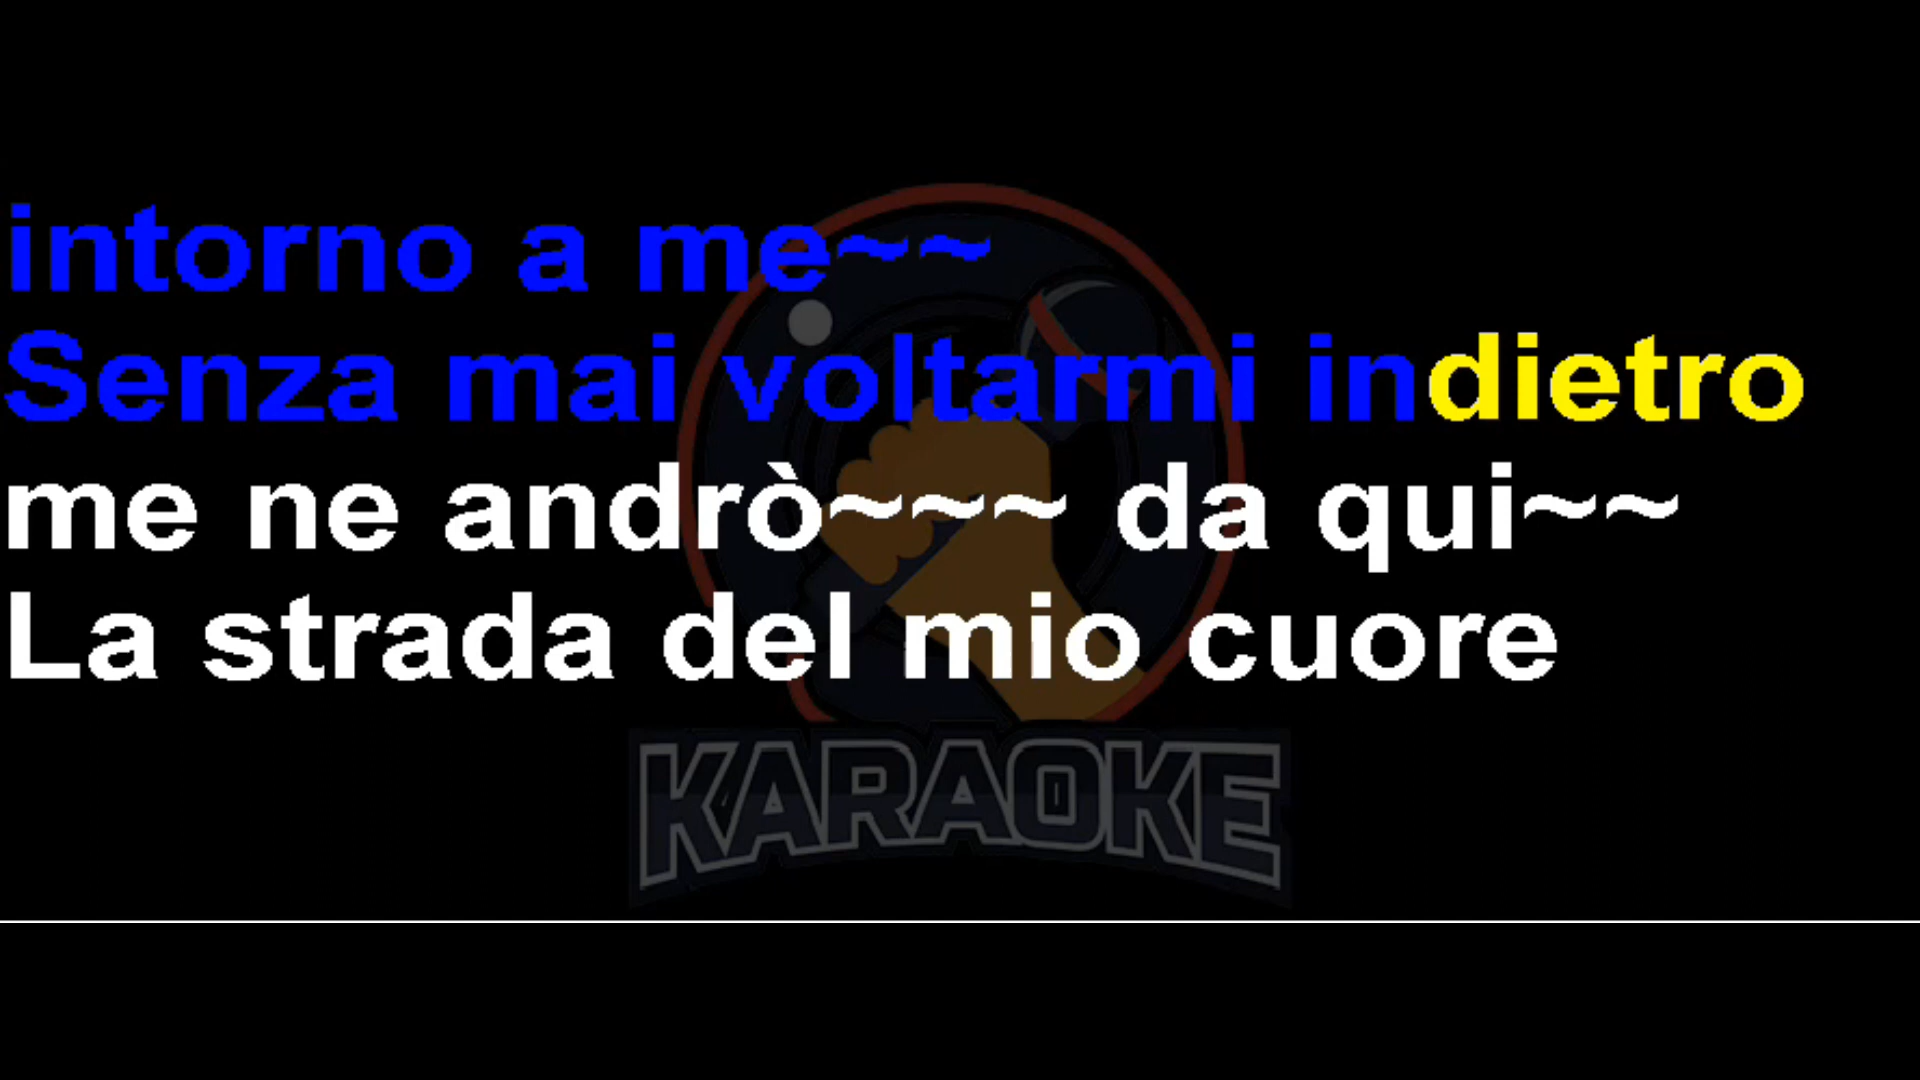 intorno a me~~
Senza mai voltarmi indietro
me ne andrò~~~ da qui~~
La strada del mio cuore
KARAOKE